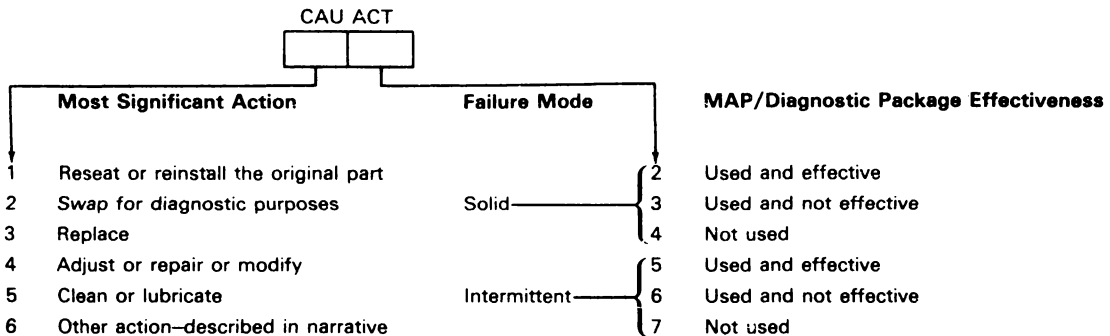 CAU ACT
Most Significant Action Failure Mode MAP/Diagnostic Package Effectiveness
1 Reseat or reinstall the original part 2 Used and effective
2 Swap for diagnostic purposes Solid 3 Used and not effective
3 Replace 4 Not used
4 Adjust or repair or modify 5 Used and effective
5 Clean or lubricate Intermittent 6 Used and not effective
6 Other action—described in narrative 7 Not used